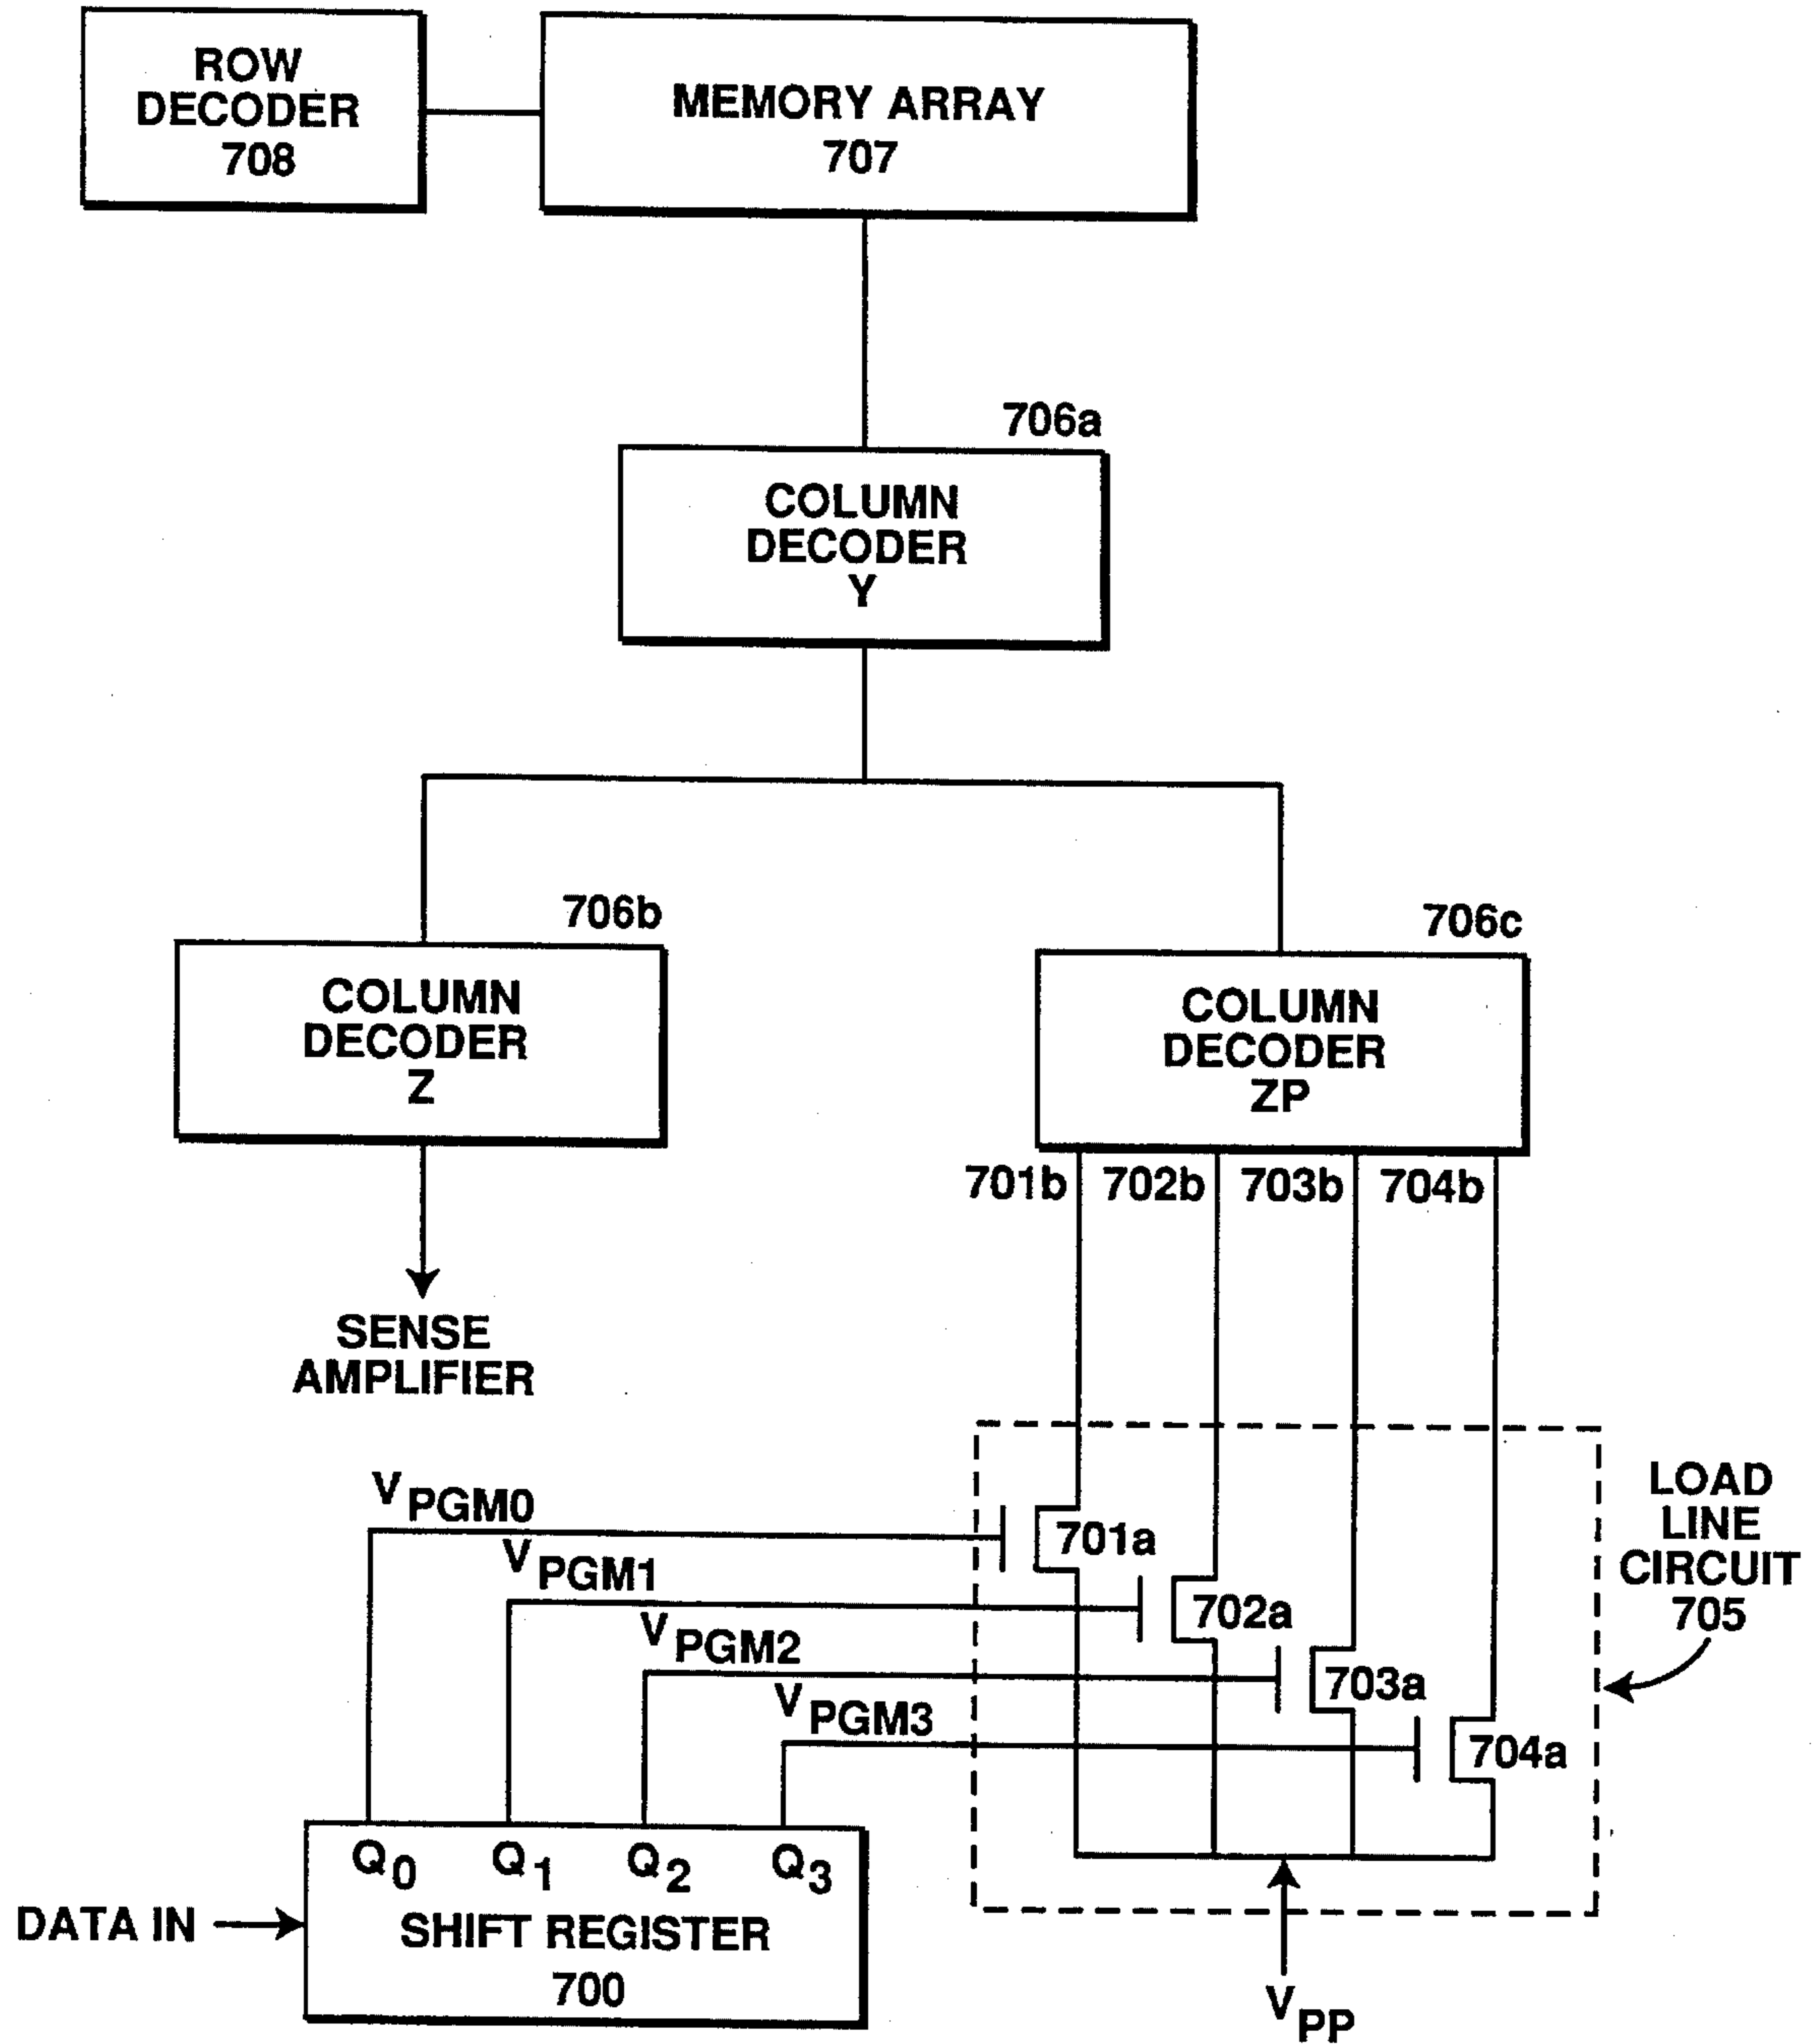 ROW
DECODER
708
MEMORY ARRAY
707
706a
COLUMN
DECODER
Y
706b
COLUMN
DECODER
Z
706c
COLUMN
DECODER
ZP
701b 702b 703b 704b
SENSE
AMPLIFIER
VPGM0
VPGM1
VPGM2
VPGM3
701a
702a
703a
704a
LOAD
LINE
CIRCUIT
705
Q0 Q1 Q2 Q3
DATA IN
SHIFT REGISTER
700
VPP